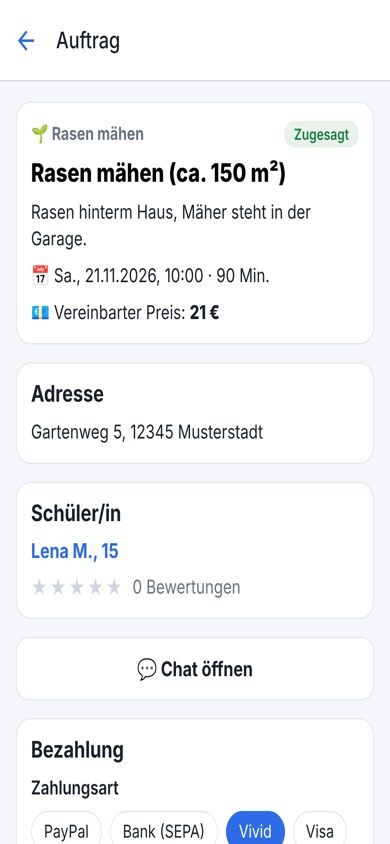 Auftrag
Rasen mähen
Zugesagt
Rasen mähen (ca. 150 m²)
Rasen hinterm Haus, Mäher steht in der
Garage.
Sa., 21.11.2026, 10:00 · 90 Min.
Vereinbarter Preis: 21 €
Adresse
Gartenweg 5, 12345 Musterstadt
Schüler/in
Lena M., 15
0 Bewertungen
Chat öffnen
Bezahlung
Zahlungsart
PayPal Bank (SEPA) Vivid Visa